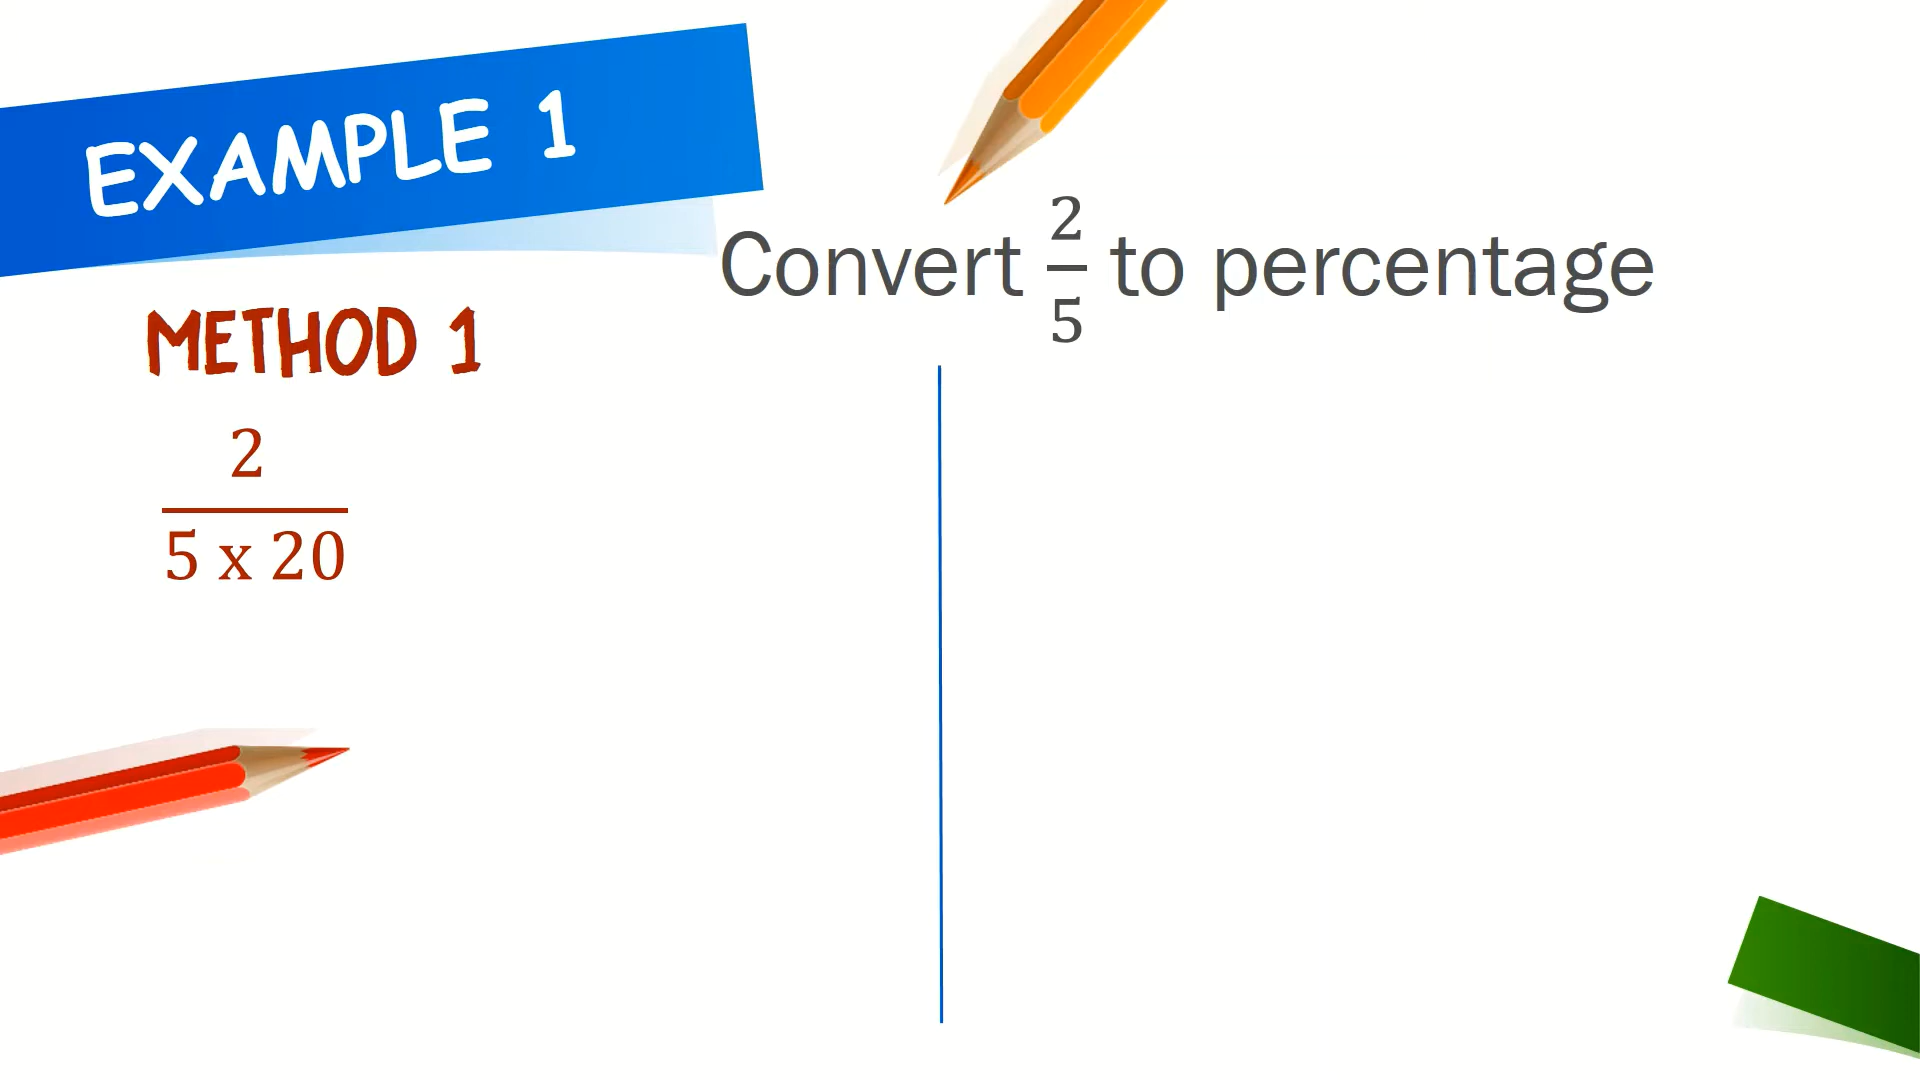 EXAMPLE 1
Convert 2/5 to percentage
METHOD 1
2
5 x 20